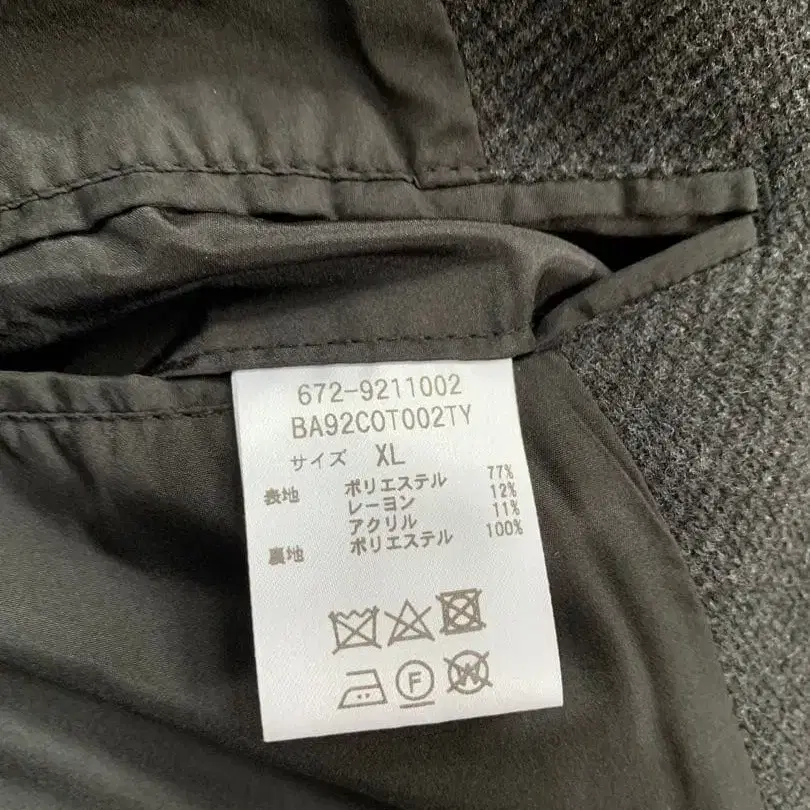 672-9211002
BA92COT002TY
サイズ XL
表地 ポリエステル 77%
レーヨン 12%
アクリル 11%
裏地 ポリエステル 100%
F
W